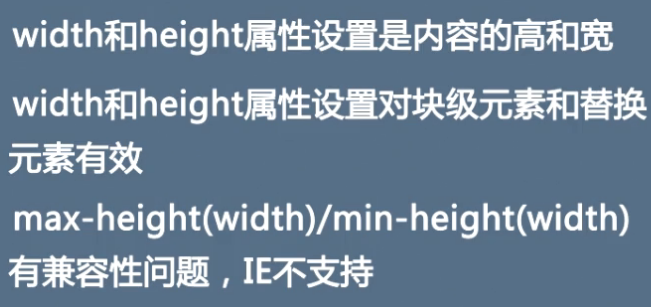 width和height属性设置是内容的高和宽
width和height属性设置对块级元素和替换
元素有效
max-height(width)/min-height(width)
有兼容性问题，IE不支持